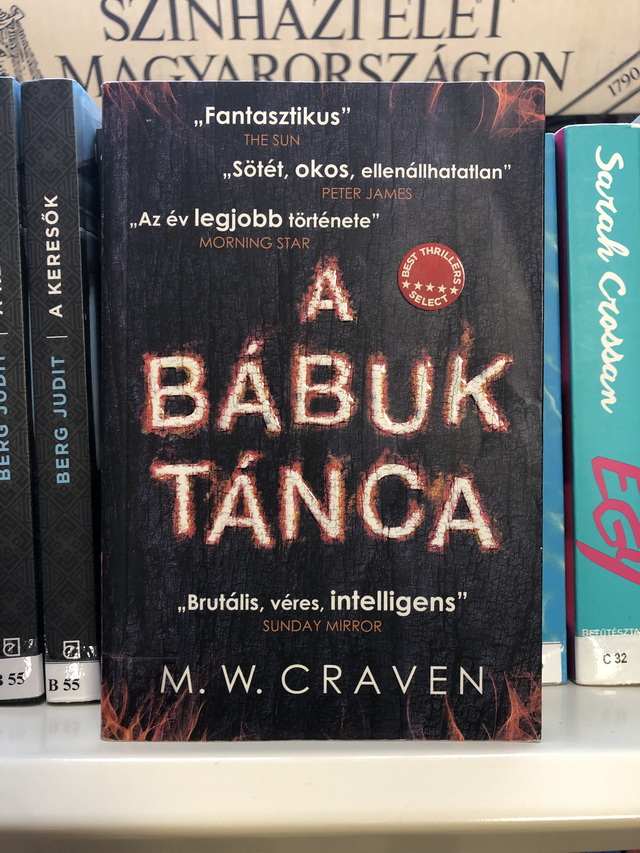 SZÍNHÁZI ÉLET
MAGYARORSZÁGON
1790
„Fantasztikus”
THE SUN
„Sötét, okos, ellenállhatatlan”
PETER JAMES
„Az év legjobb története”
MORNING STAR
BEST THRILLERS
SELECT
A
BÁBUK
TÁNCA
„Brutális, véres, intelligens”
SUNDAY MIRROR
M. W. CRAVEN
BERG JUDIT
B 55
BERG JUDIT | A KERESŐK
B 55
Sarah Crossan
EGY
BETŰTÉSZTA
C 32